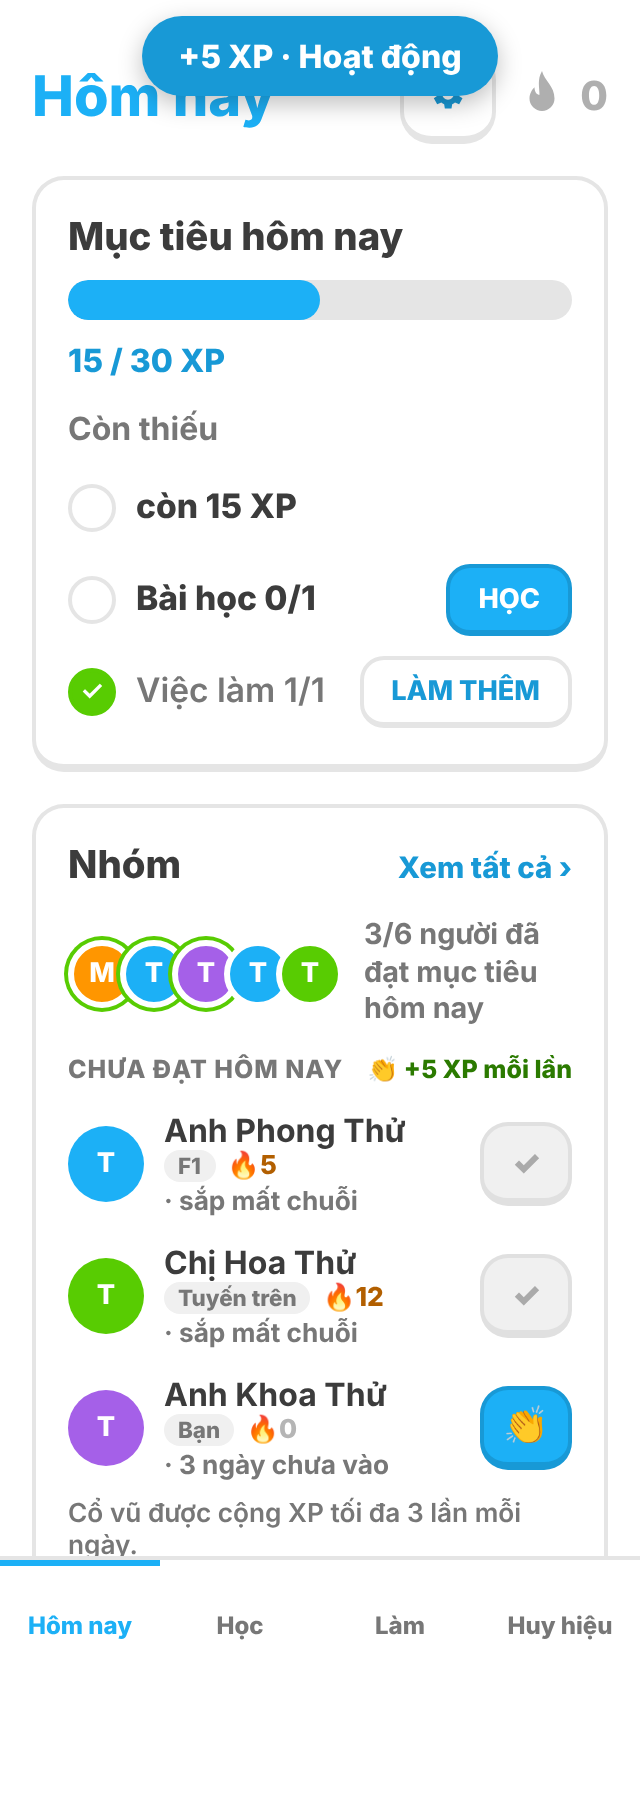 +5 XP · Hoạt động
Hôm nay
0
Mục tiêu hôm nay
15 / 30 XP
Còn thiếu
còn 15 XP
Bài học 0/1
HỌC
Việc làm 1/1
LÀM THÊM
Nhóm
Xem tất cả ›
M T T T T
3/6 người đã
đạt mục tiêu
hôm nay
CHƯA ĐẠT HÔM NAY
👏 +5 XP mỗi lần
T
Anh Phong Thử
F1 🔥5
· sắp mất chuỗi
T
Chị Hoa Thử
Tuyến trên 🔥12
· sắp mất chuỗi
T
Anh Khoa Thử
Bạn 🔥0
· 3 ngày chưa vào
👏
Cổ vũ được cộng XP tối đa 3 lần mỗi
ngày.
Hôm nay
Học
Làm
Huy hiệu